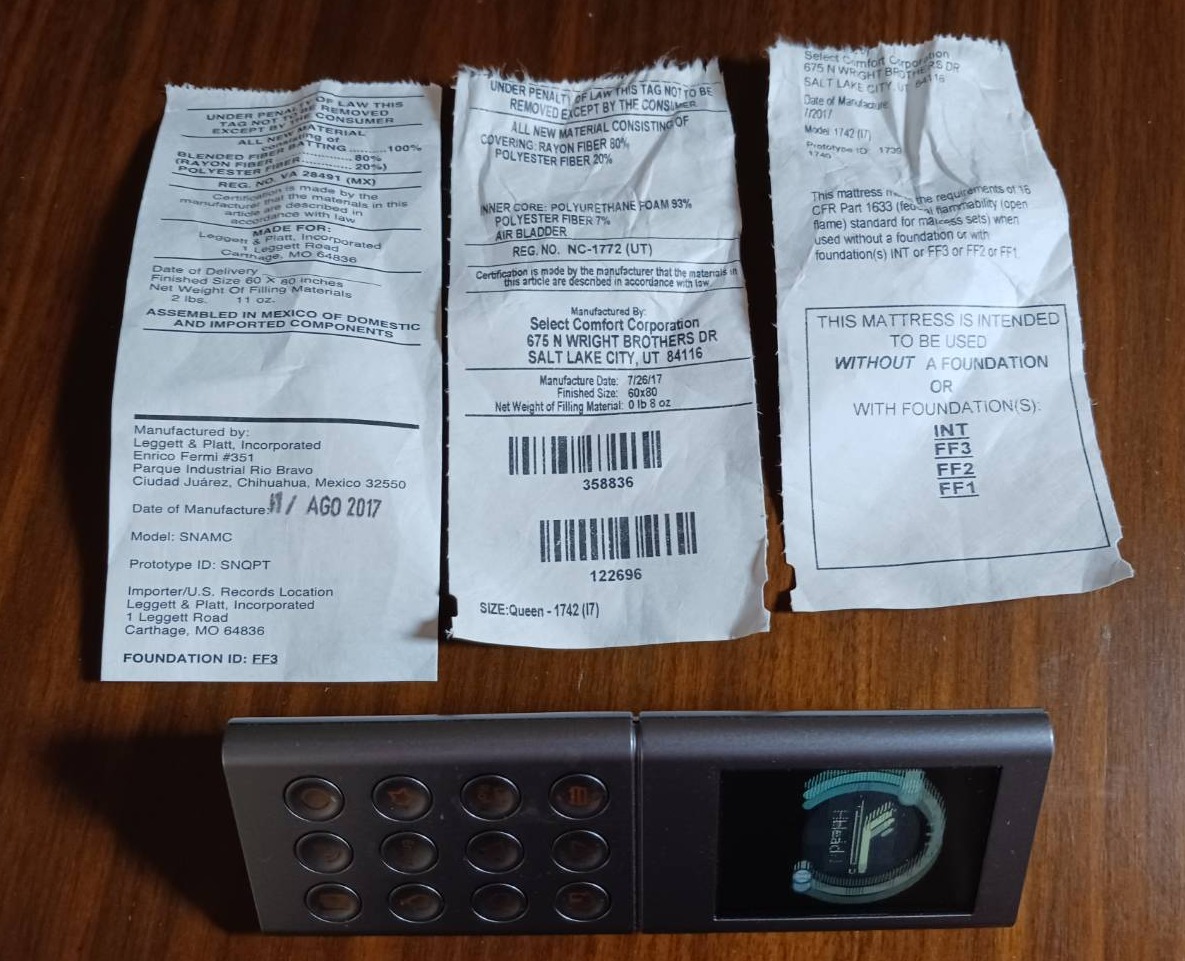 UNDER PENALTY OF LAW THIS
TAG NOT TO BE REMOVED
EXCEPT BY THE CONSUMER
ALL NEW MATERIAL
consisting of
BLENDED FIBER BATTING .........100%
(RAYON FIBER ................. 80%
POLYESTER FIBER .............. 20%)
REG. NO. VA 28491 (MX)
Certification is made by the
manufacturer that the materials in this
article are described in
accordance with law
MADE FOR:
Leggett & Platt, Incorporated
1 Leggett Road
Carthage, MO 64836
Date of Delivery
Finished Size 60 X 80 inches
Net Weight Of Filling Materials
2 lbs. 11 oz.
ASSEMBLED IN MEXICO OF DOMESTIC
AND IMPORTED COMPONENTS
Manufactured by:
Leggett & Platt, Incorporated
Enrico Fermi #351
Parque Industrial Rio Bravo
Ciudad Juárez, Chihuahua, Mexico 32550
Date of Manufacture: / AGO 2017
Model: SNAMC
Prototype ID: SNQPT
Importer/U.S. Records Location
Leggett & Platt, Incorporated
1 Leggett Road
Carthage, MO 64836
FOUNDATION ID: FF3
UNDER PENALTY OF LAW THIS TAG NOT TO BE
REMOVED EXCEPT BY THE CONSUMER
ALL NEW MATERIAL CONSISTING OF
COVERING: RAYON FIBER 80%
POLYESTER FIBER 20%
INNER CORE: POLYURETHANE FOAM 93%
POLYESTER FIBER 7%
AIR BLADDER
REG. NO. NC-1772 (UT)
Certification is made by the manufacturer that the materials in
this article are described in accordance with law
Manufactured By:
Select Comfort Corporation
675 N WRIGHT BROTHERS DR
SALT LAKE CITY, UT 84116
Manufacture Date: 7/26/17
Finished Size: 60x80
Net Weight of Filling Material: 0 lb 8 oz
358836
122696
SIZE:Queen - 1742 (I7)
Select Comfort Corporation
675 N WRIGHT BROTHERS DR
SALT LAKE CITY, UT 84116
Date of Manufacture:
7/2017
Model 1742 (I7)
Prototype ID: 1739
1740
This mattress the requirements of 16
CFR Part 1633 (federal flammability (open
flame) standard for mattress sets) when
used without a foundation or with
foundation(s) INT or FF3 or FF2 or FF1
THIS MATTRESS IS INTENDED
TO BE USED
WITHOUT A FOUNDATION
OR
WITH FOUNDATION(S):
INT
FF3
FF2
FF1